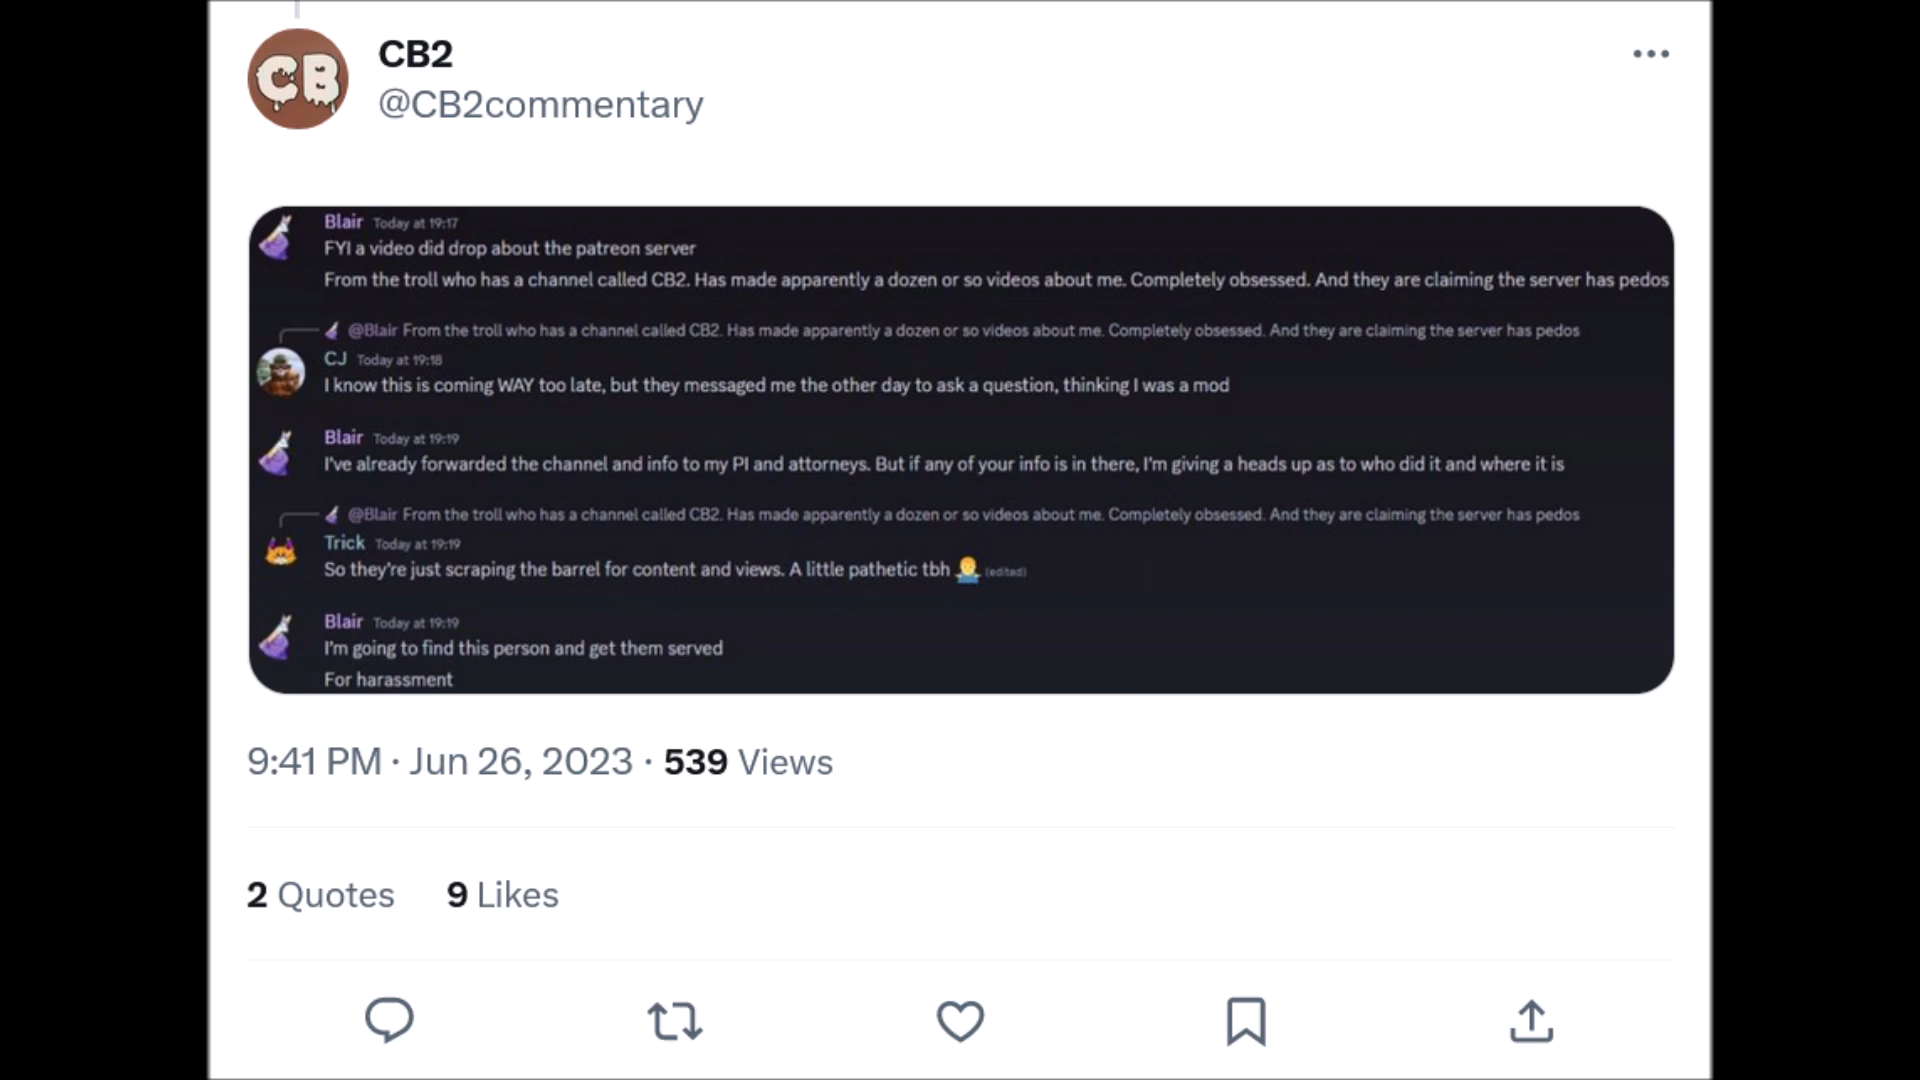 CB
CB2
@CB2commentary
Blair Today at 19:17
FYI a video did drop about the patreon server
From the troll who has a channel called CB2. Has made apparently a dozen or so videos about me. Completely obsessed. And they are claiming the server has pedos
@Blair From the troll who has a channel called CB2. Has made apparently a dozen or so videos about me. Completely obsessed. And they are claiming the server has pedos
CJ Today at 19:18
I know this is coming WAY too late, but they messaged me the other day to ask a question, thinking I was a mod
Blair Today at 19:19
I've already forwarded the channel and info to my PI and attorneys. But if any of your info is in there, I'm giving a heads up as to who did it and where it is
@Blair From the troll who has a channel called CB2. Has made apparently a dozen or so videos about me. Completely obsessed. And they are claiming the server has pedos
Trick Today at 19:19
So they're just scraping the barrel for content and views. A little pathetic tbh (edited)
Blair Today at 19:19
I'm going to find this person and get them served
For harassment
9:41 PM · Jun 26, 2023 · 539 Views
2 Quotes 9 Likes